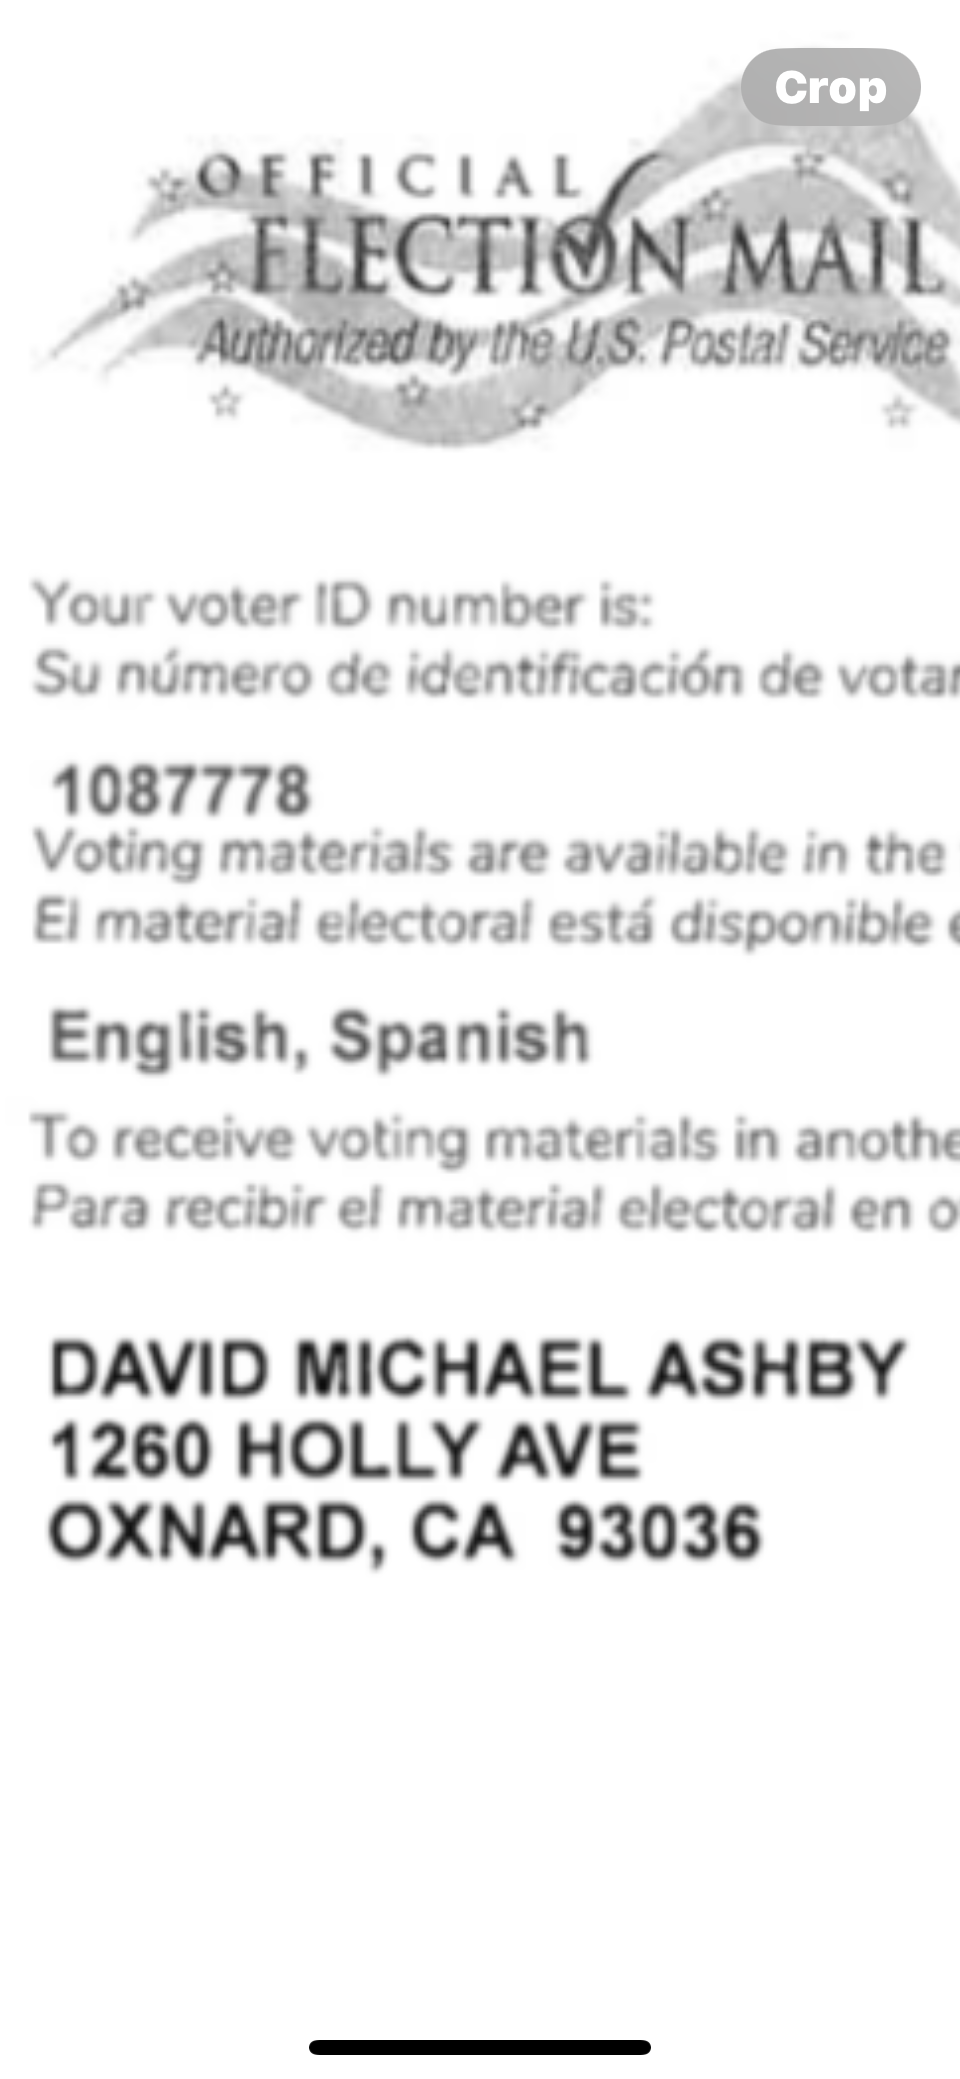 Crop
OFFICIAL
ELECTION MAIL
Authorized by the U.S. Postal Service
Your voter ID number is:
Su número de identificación de votan
1087778
Voting materials are available in the
El material electoral está disponible e
English, Spanish
To receive voting materials in anothe
Para recibir el material electoral en o
DAVID MICHAEL ASHBY
1260 HOLLY AVE
OXNARD, CA 93036